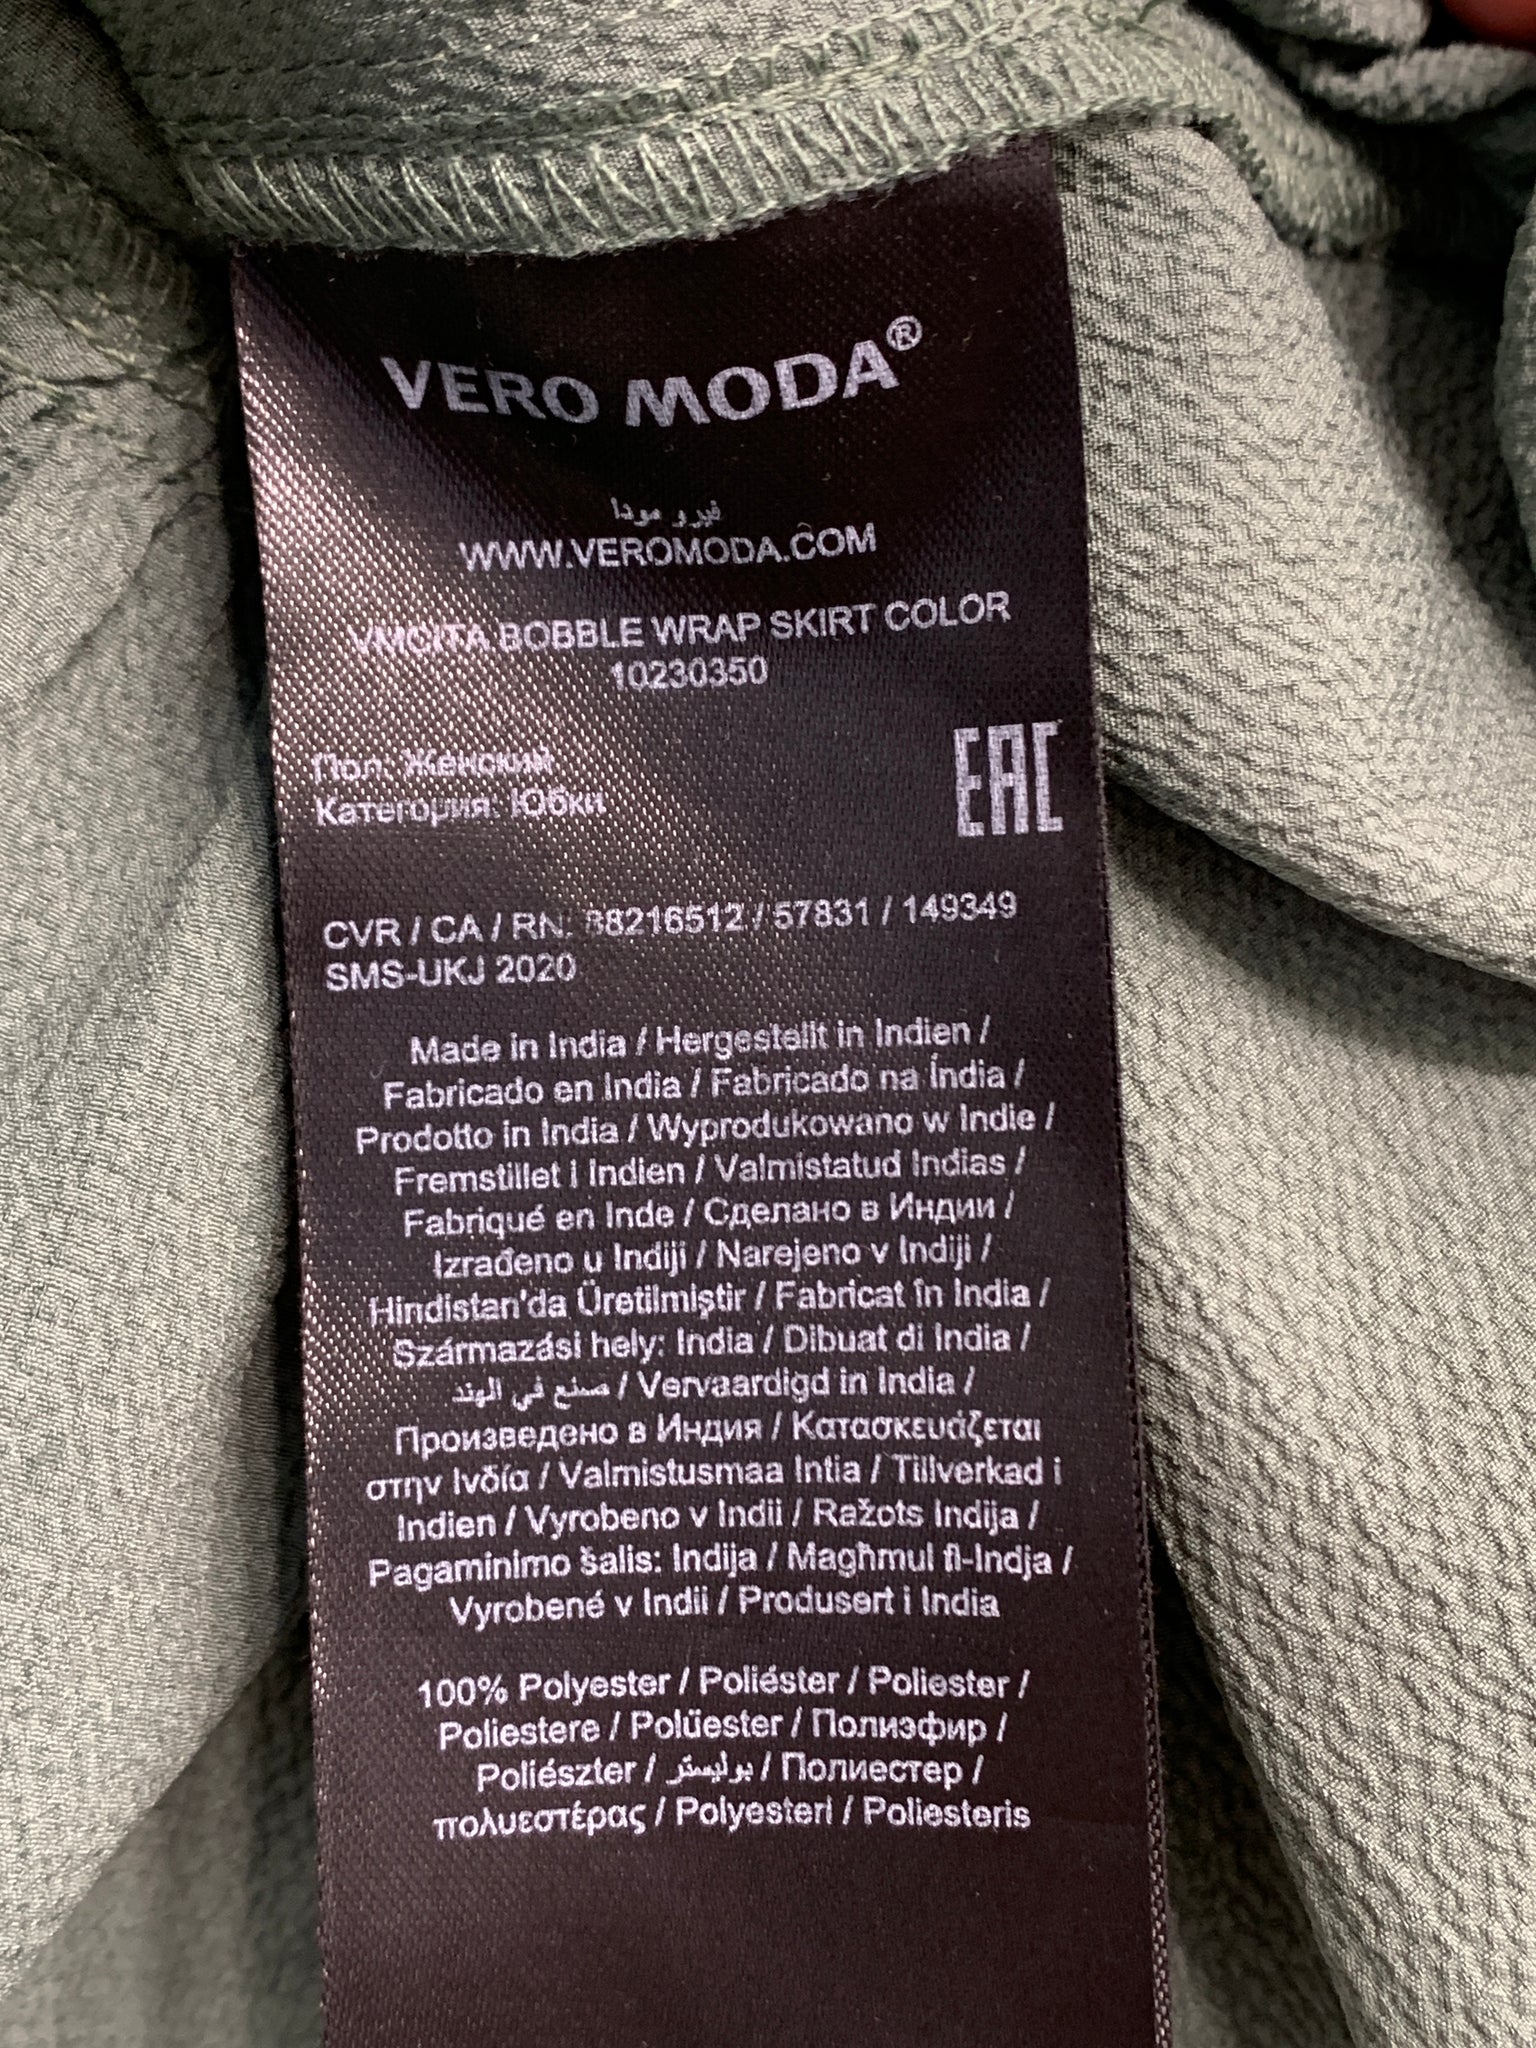 VERO MODA®
فيرو مودا
WWW.VEROMODA.COM
VMCITA BOBBLE WRAP SKIRT COLOR
10230350
Пол: Женский
Категория: Юбки
EAC
CVR / CA / RN: 88216512 / 57831 / 149349
SMS-UKJ 2020
Made in India / Hergestellt in Indien /
Fabricado en India / Fabricado na Índia /
Prodotto in India / Wyprodukowano w Indie /
Fremstillet i Indien / Valmistatud Indias /
Fabriqué en Inde / Сделано в Индии /
Izrađeno u Indiji / Narejeno v Indiji /
Hindistan'da Üretilmiştir / Fabricat în India /
Származási hely: India / Dibuat di India /
صنع في الهند / Vervaardigd in India /
Произведено в Индия / Κατασκευάζεται
στην Ινδία / Valmistusmaa Intia / Tillverkad i
Indien / Vyrobeno v Indii / Ražots Indija /
Pagaminimo šalis: Indija / Magħmul fl-Indja /
Vyrobené v Indii / Produsert i India
100% Polyester / Poliéster / Poliester /
Poliestere / Polüester / Полиэфир /
Poliészter / بوليستر / Полиестер /
πολυεστέρας / Polyesteri / Poliesteris